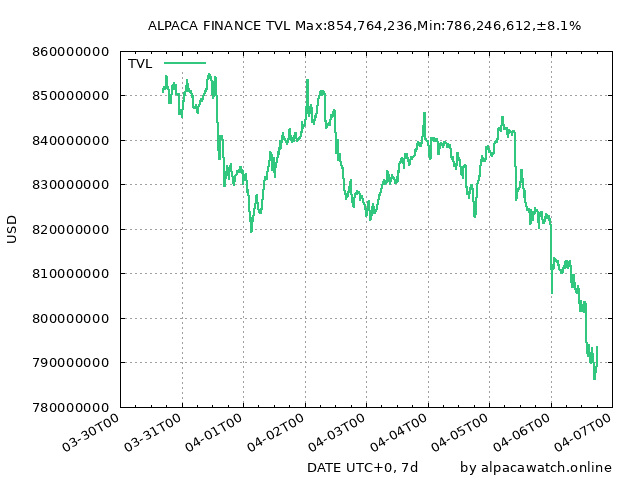 ALPACA FINANCE TVL Max:854,764,236,Min:786,246,612,±8.1%
TVL
860000000
850000000
840000000
830000000
820000000
810000000
800000000
790000000
780000000
USD
03-30T00
03-31T00
04-01T00
04-02T00
04-03T00
04-04T00
04-05T00
04-06T00
04-07T00
DATE UTC+0, 7d
by alpacawatch.online